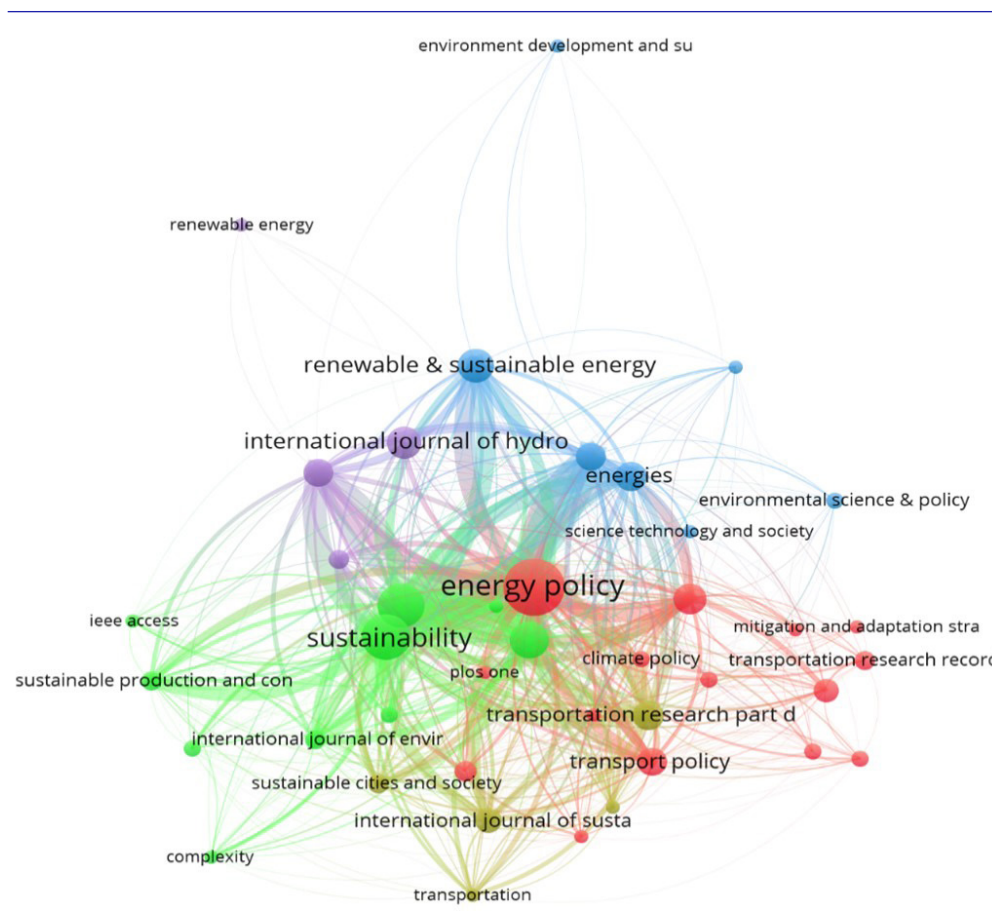 environment development and su
renewable energy
renewable & sustainable energy
international journal of hydro
energies
environmental science & policy
science technology and society
energy policy
ieee access
mitigation and adaptation stra
sustainability
climate policy
transportation research record
plos one
sustainable production and con
transportation research part d
international journal of envir
transport policy
sustainable cities and society
international journal of susta
complexity
transportation